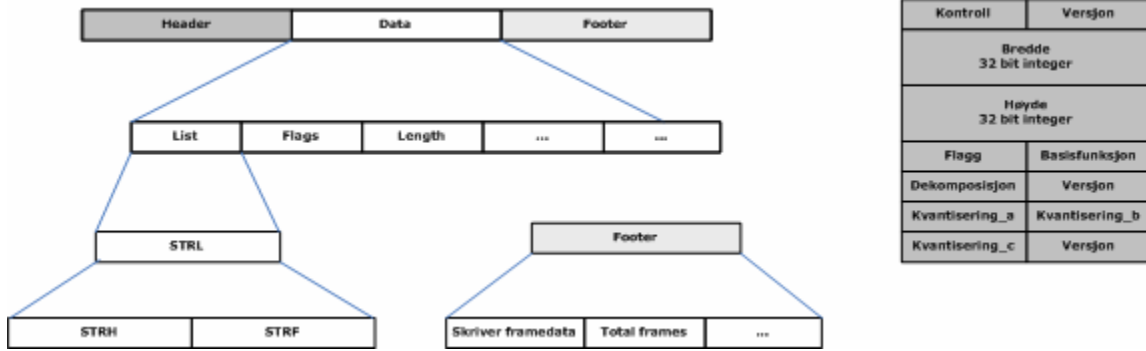 Header Data Footer
List Flags Length ... ...
STRL
STRH STRF
Footer
Skriver framedata Total frames ...
Kontroll Versjon
Bredde
32 bit integer
Høyde
32 bit integer
Flagg Basisfunksjon
Dekomposisjon Versjon
Kvantisering_a Kvantisering_b
Kvantisering_c Versjon